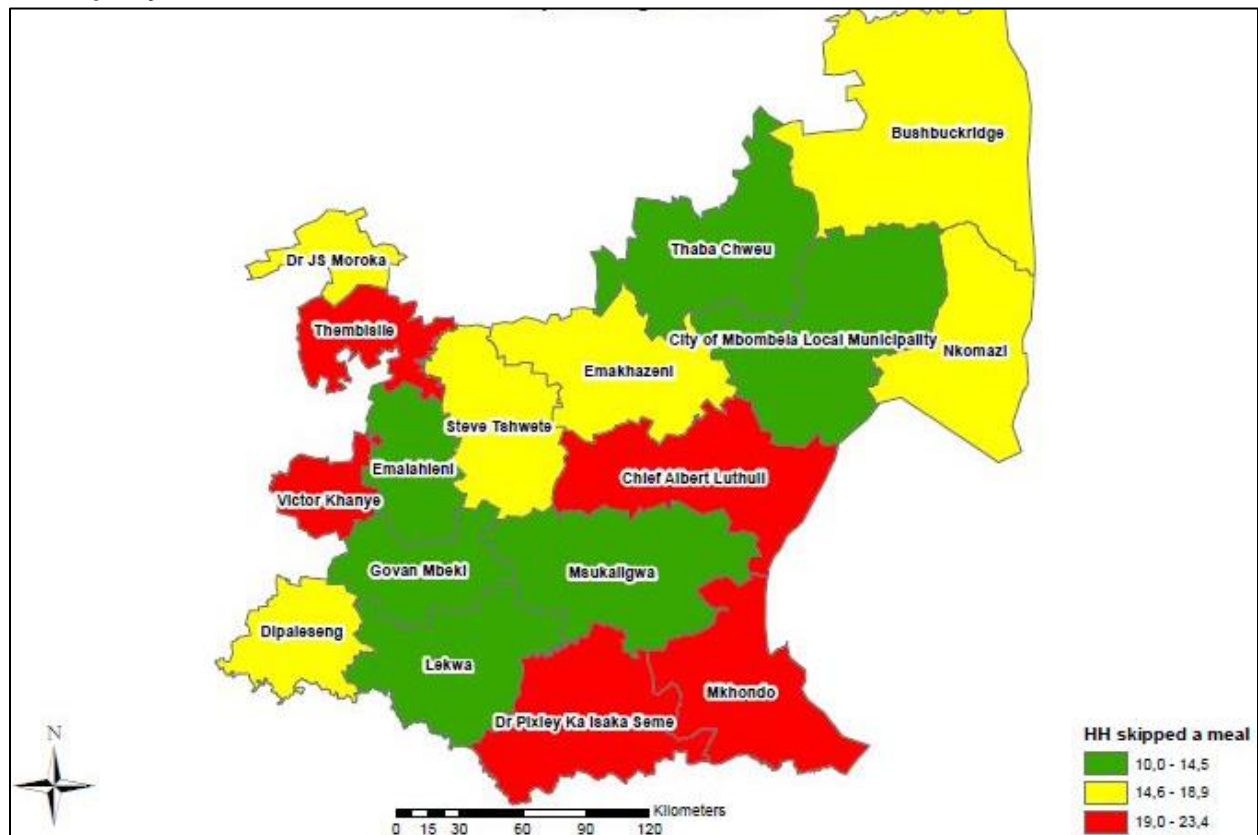 Bushbuckridge
Thaba Chweu
Dr JS Moroka
Thembisile
City of Mbombela Local Municipality
Nkomazi
Emakhazeni
Steve Tshwete
Emalahleni
Chief Albert Luthuli
Victor Khanye
Govan Mbeki
Msukaligwa
Dipaleseng
Lekwa
Mkhondo
Dr Pixley Ka Isaka Seme
N
HH skipped a meal
10,0 - 14,5
14,6 - 18,9
19,0 - 23,4
Kilometers
0 15 30 60 90 120